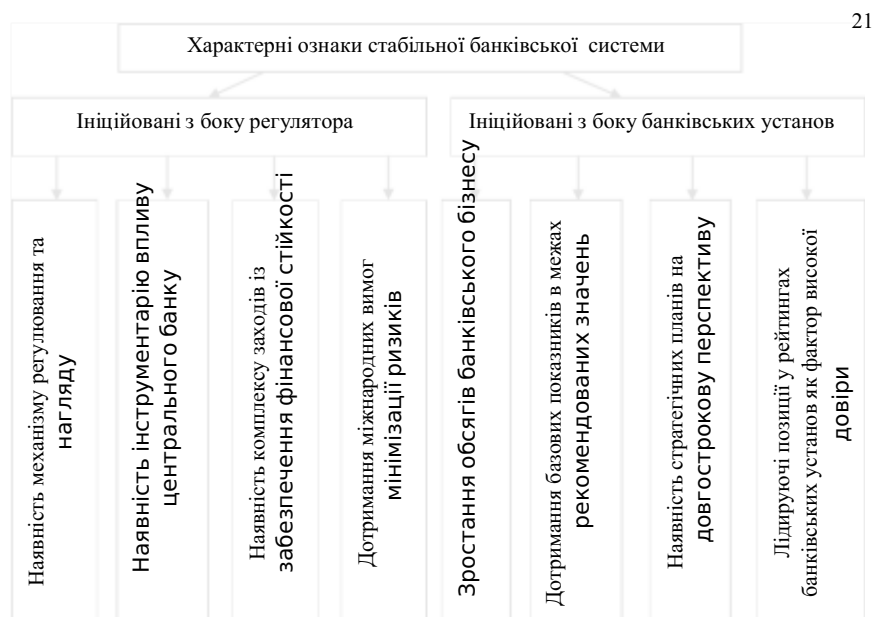 21
Характерні ознаки стабільної банківської системи
Ініційовані з боку регулятора
Ініційовані з боку банківських установ
Наявність механізму регулювання та
нагляду
Наявність інструментарію впливу
центрального банку
Наявність комплексу заходів із
забезпечення фінансової стійкості
Дотримання міжнародних вимог
мінімізації ризиків
Зростання обсягів банківського бізнесу
Дотримання базових показників в межах
рекомендованих значень
Наявність стратегічних планів на
довгострокову перспективу
Лідируючі позиції у рейтингах
банківських установ як фактор високої
довіри